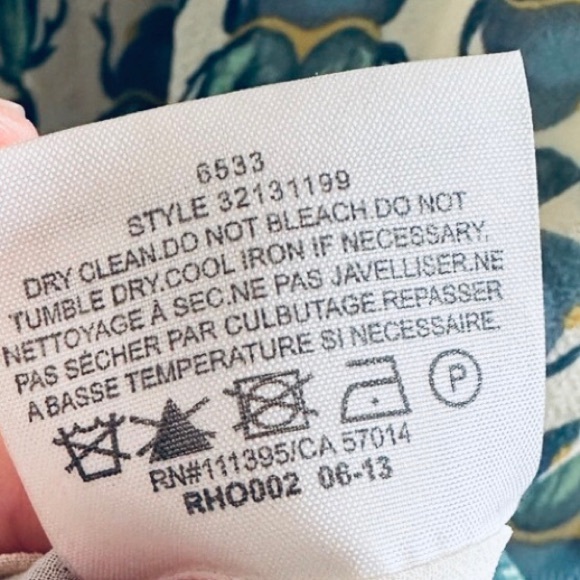 6533
STYLE 32131199
DRY CLEAN.DO NOT BLEACH.DO NOT
TUMBLE DRY.COOL IRON IF NECESSARY.
NETTOYAGE À SEC.NE PAS JAVELLISER.NE
PAS SÉCHER PAR CULBUTAGE.REPASSER
A BASSE TEMPERATURE SI NECESSAIRE.
P
RN#111395/CA 57014
RHO002 06-13